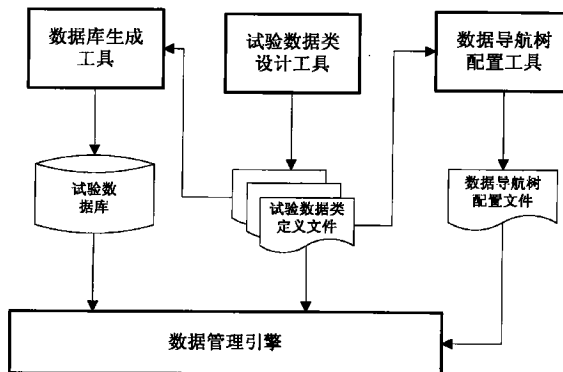 数据库生成
工具
试验数据类
设计工具
数据导航树
配置工具
试验数
据库
试验数据类
定义文件
数据导航树
配置文件
数据管理引擎